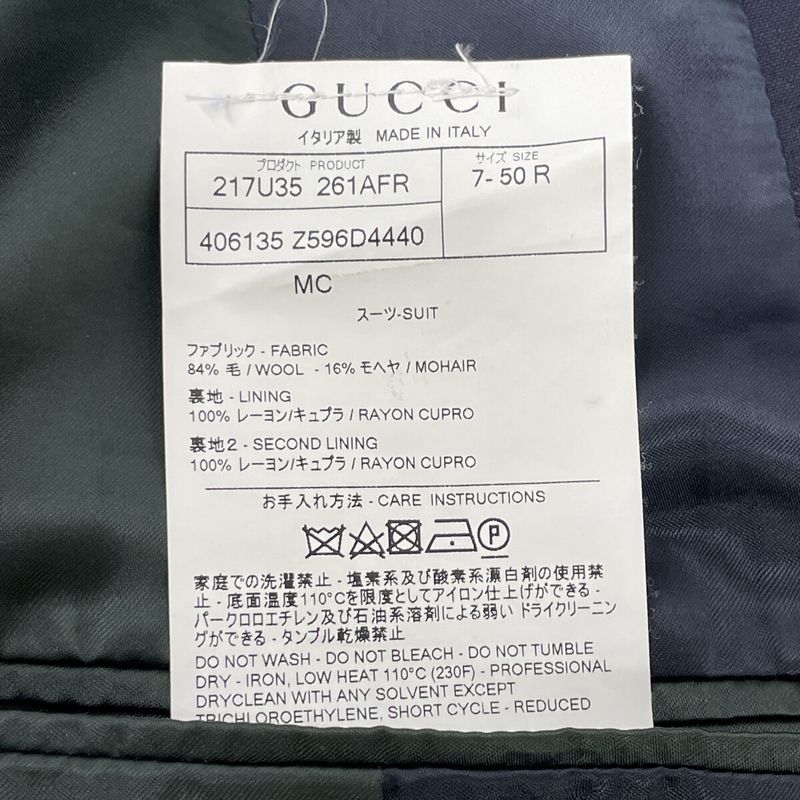 GUCCI
イタリア製 MADE IN ITALY
プロダクト PRODUCT
217U35 261AFR
サイズ SIZE
7- 50 R
406135 Z596D4440
MC
スーツ-SUIT
ファブリック - FABRIC
84% 毛 / WOOL - 16% モヘヤ / MOHAIR
裏地 - LINING
100% レーヨン/キュプラ / RAYON CUPRO
裏地2 - SECOND LINING
100% レーヨン/キュプラ / RAYON CUPRO
お手入れ方法 - CARE INSTRUCTIONS
P
家庭での洗濯禁止 - 塩素系及び酸素系漂白剤の使用禁
止 - 底面温度110°Cを限度としてアイロン仕上げができる -
パークロロエチレン及び石油系溶剤による弱い ドライクリーニン
グができる - タンブル乾燥禁止
DO NOT WASH - DO NOT BLEACH - DO NOT TUMBLE
DRY - IRON, LOW HEAT 110°C (230F) - PROFESSIONAL
DRYCLEAN WITH ANY SOLVENT EXCEPT
TRICHLOROETHYLENE, SHORT CYCLE - REDUCED